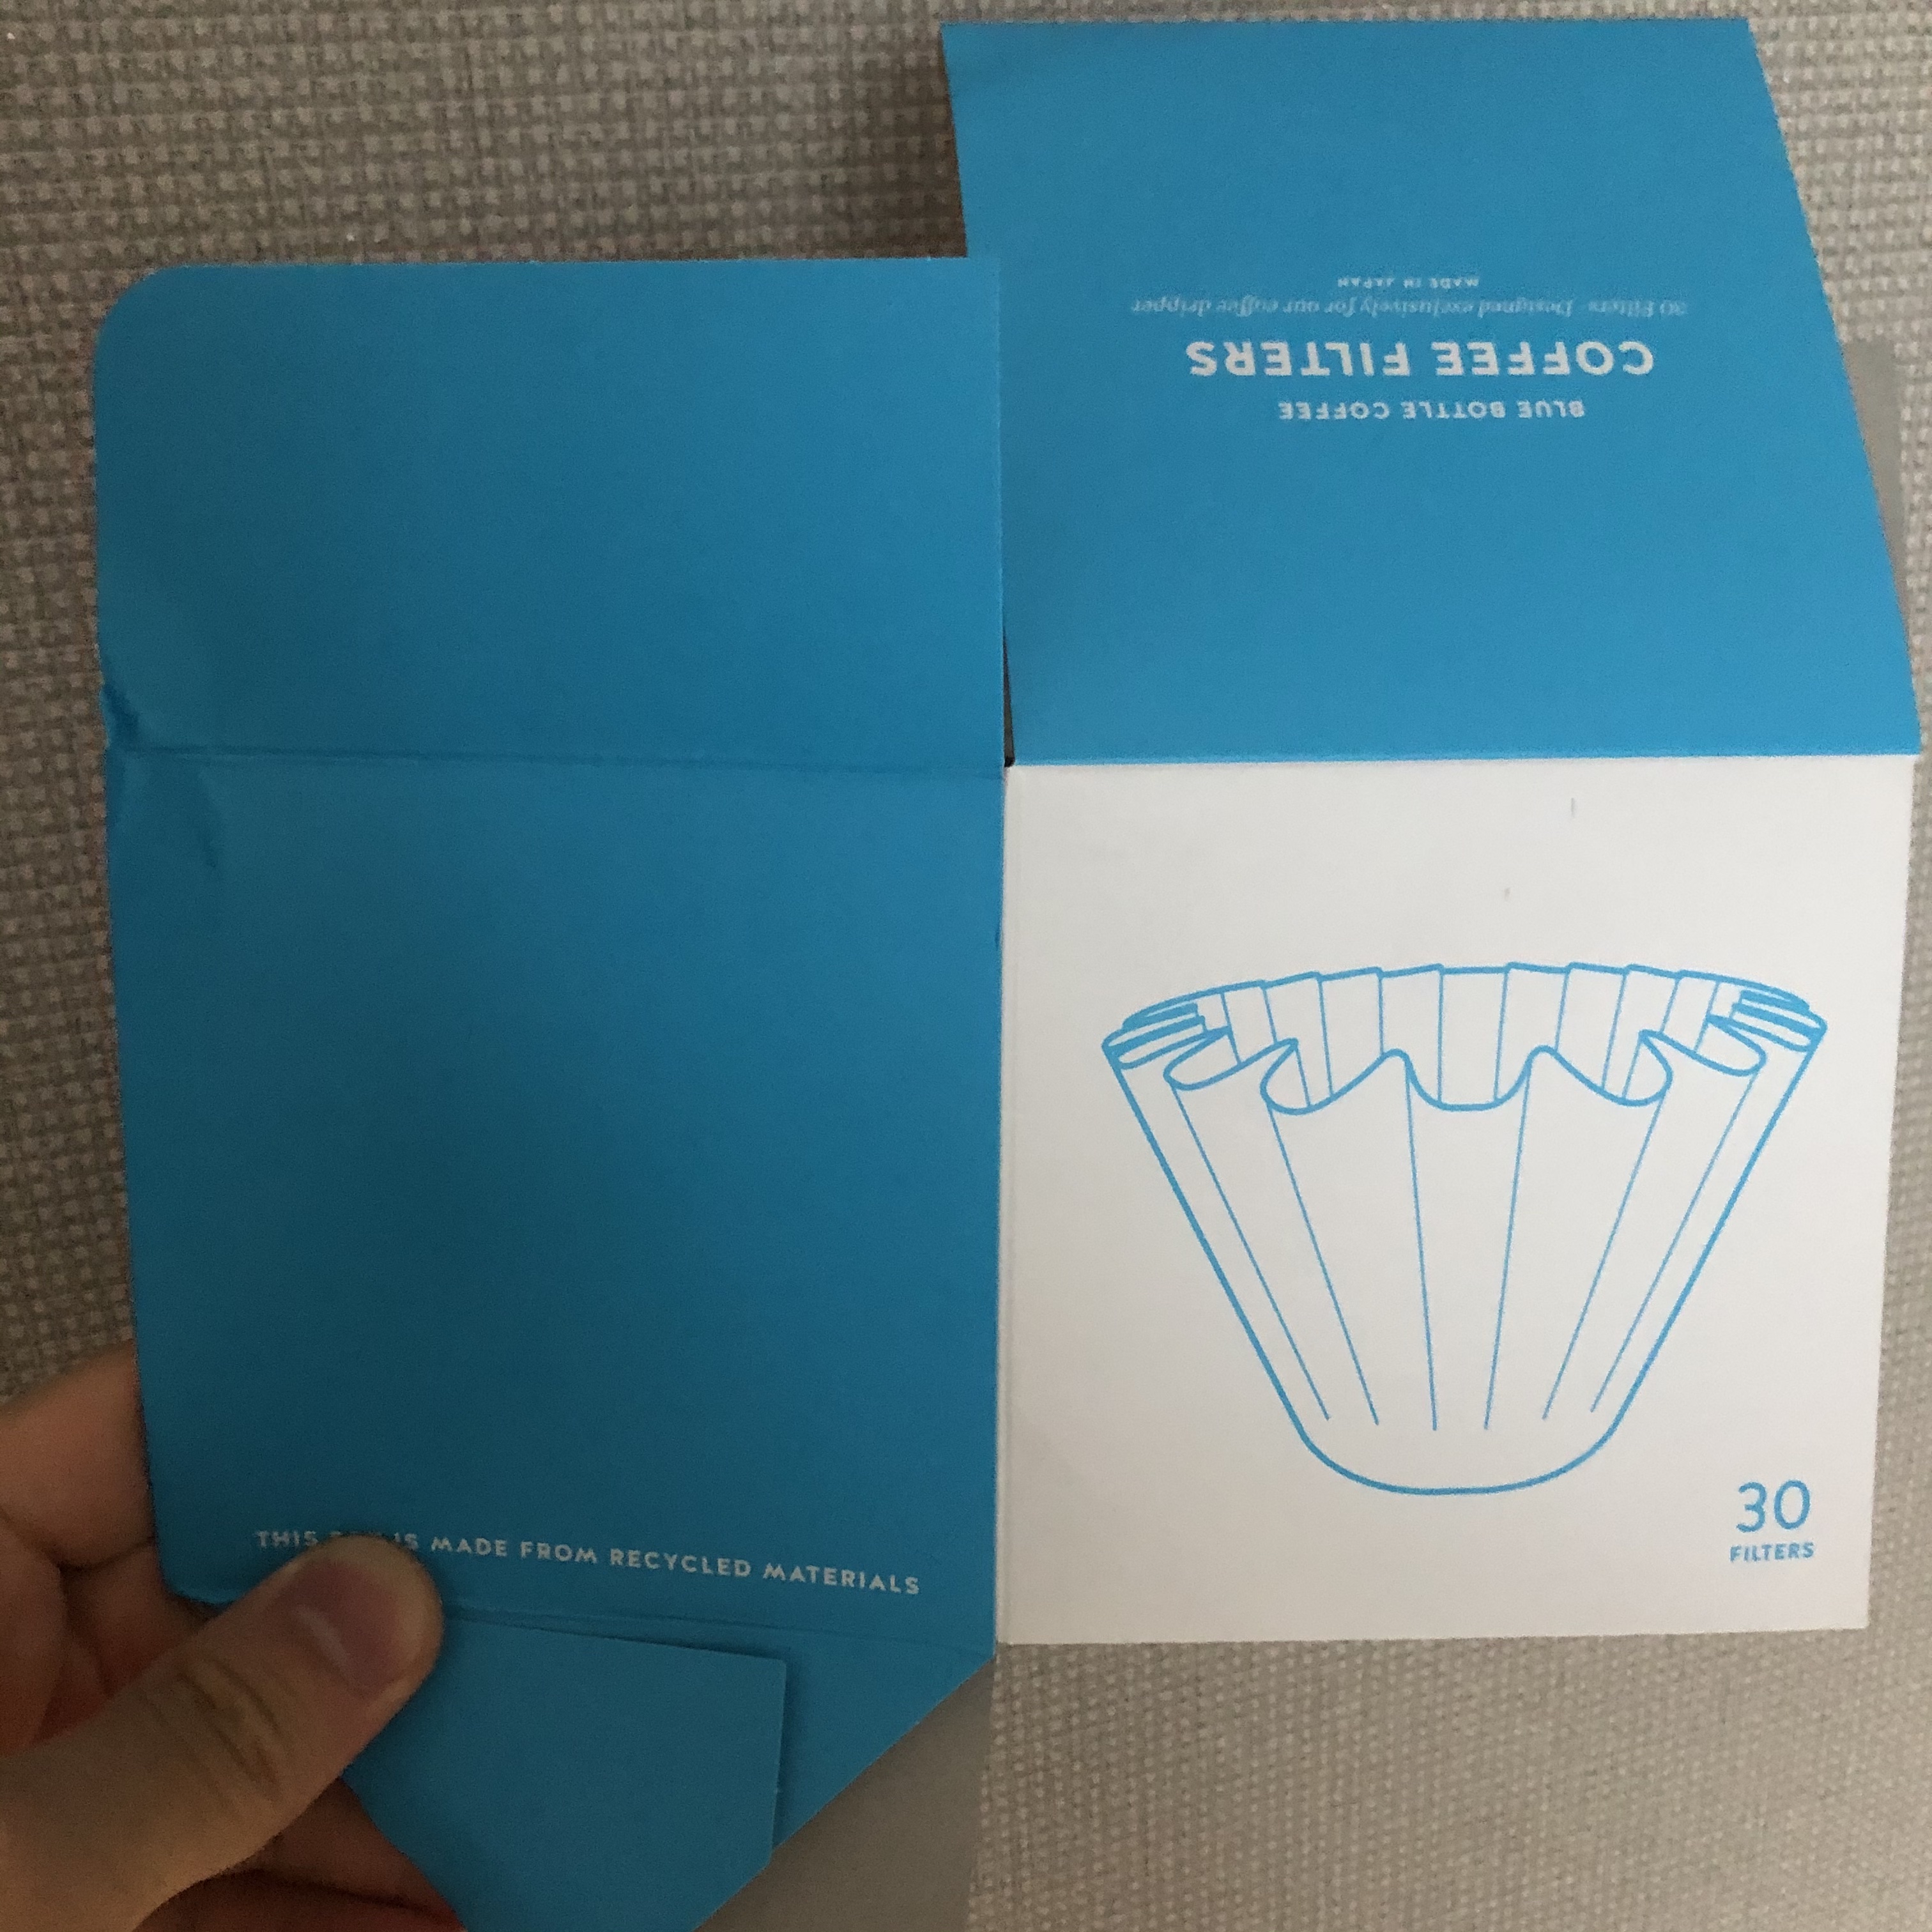 BLUE BOTTLE COFFEE
COFFEE FILTERS
30 Filters Designed exclusively for our coffee dripper
MADE IN JAPAN
30
FILTERS
THIS IS MADE FROM RECYCLED MATERIALS